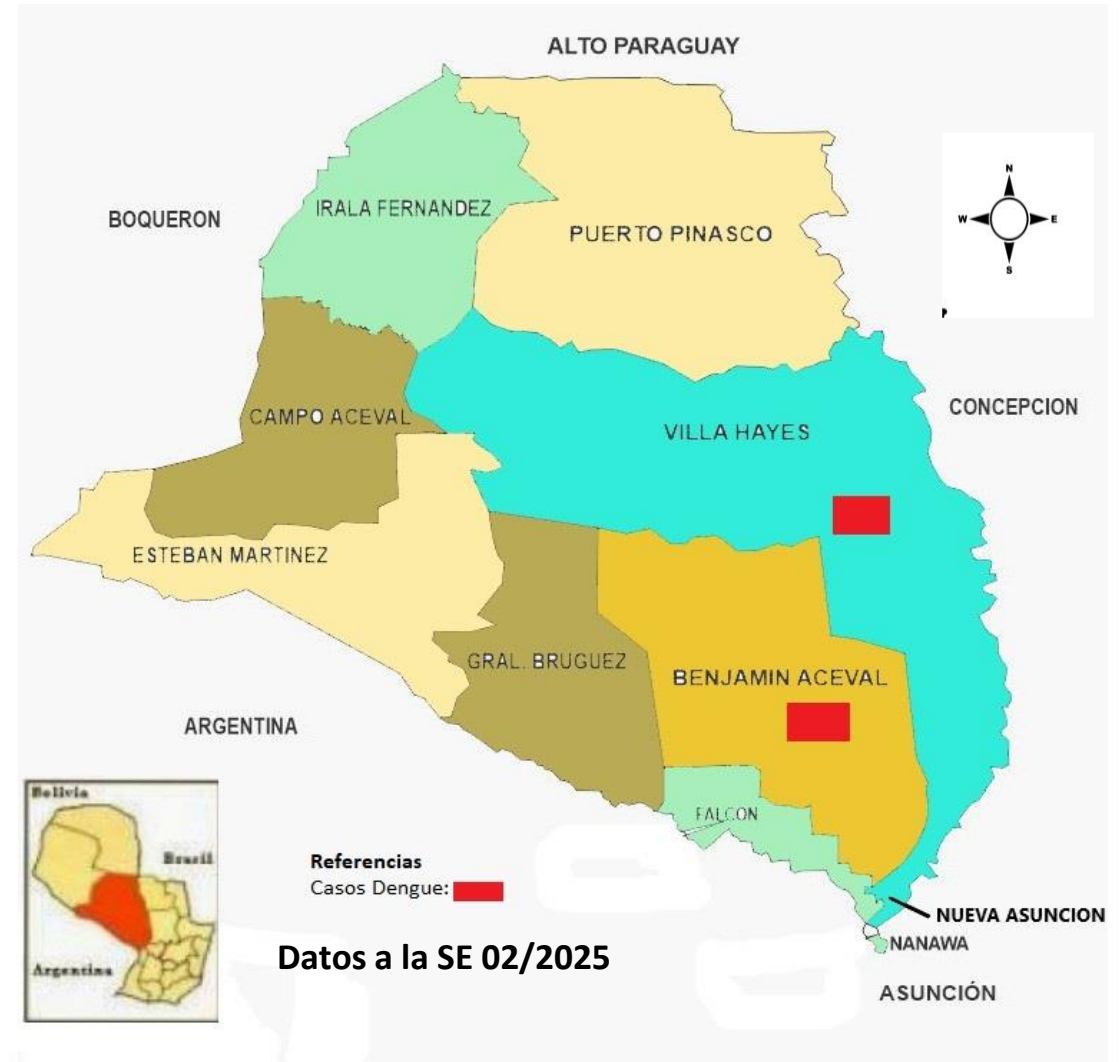 ALTO PARAGUAY
N
W E
S
BOQUERON
IRALA FERNANDEZ
PUERTO PINASCO
CAMPO ACEVAL
VILLA HAYES
CONCEPCION
ESTEBAN MARTINEZ
GRAL. BRUGUEZ
BENJAMIN ACEVAL
ARGENTINA
FALCON
Bolivia
Brasil
Argentina
Referencias
Casos Dengue:
Datos a la SE 02/2025
NUEVA ASUNCION
NANAWA
ASUNCIÓN